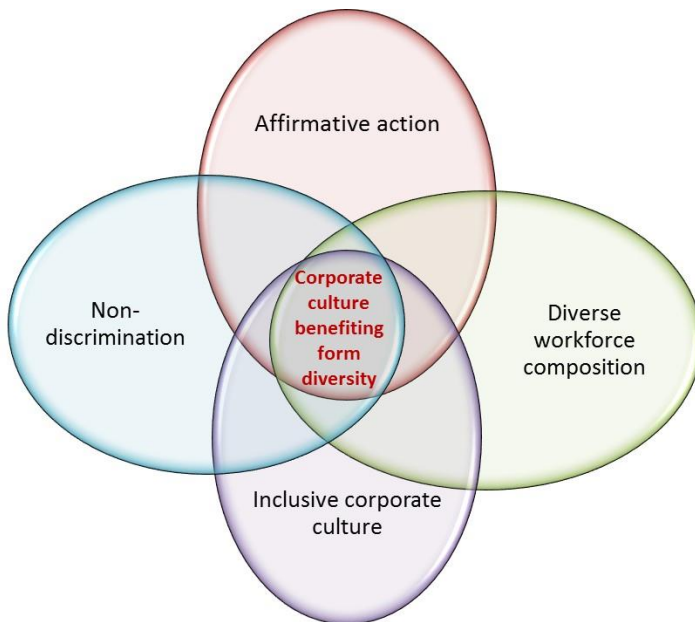 Affirmative action
Non-
discrimination
Corporate
culture
benefiting
form
diversity
Diverse
workforce
composition
Inclusive corporate
culture